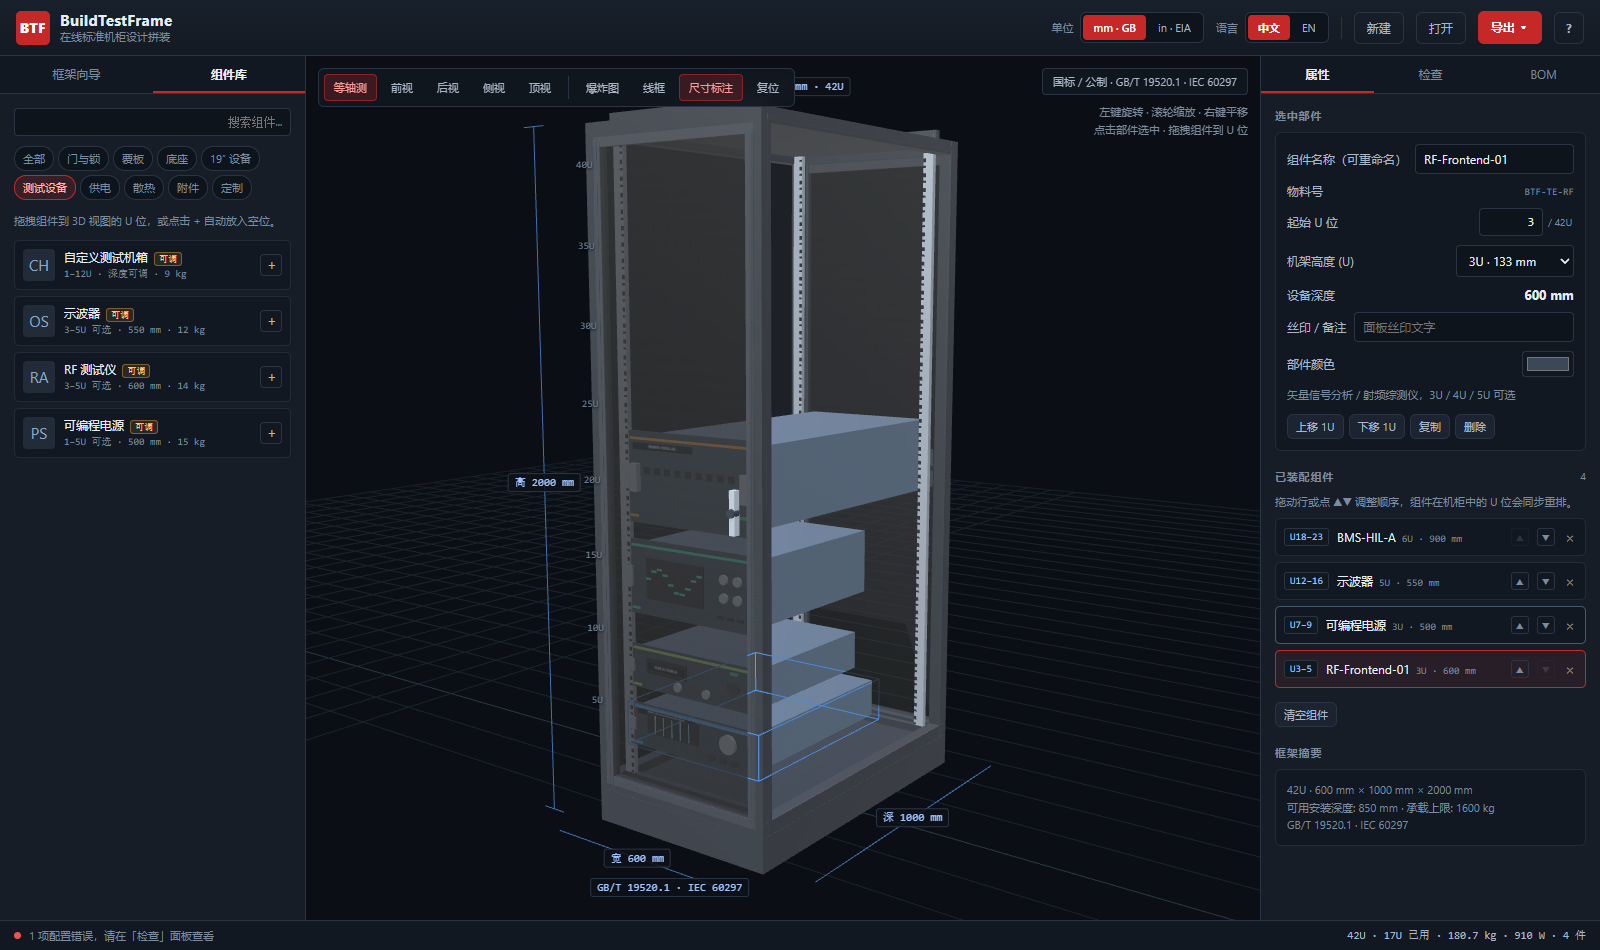 BTF
BuildTestFrame
在线标准机柜设计拼装
单位
mm · GB
in · EIA
语言
中文
EN
新建
打开
导出
?
框架向导
组件库
搜索组件…
全部
门与锁
覆板
底座
19″ 设备
测试设备
供电
散热
附件
定制
拖拽组件到 3D 视图的 U 位，或点击 + 自动放入空位。
CH
自定义测试机箱 可调
1–12U · 深度可调 · 9 kg
+
OS
示波器 可调
3–5U 可选 · 550 mm · 12 kg
+
RA
RF 测试仪 可调
3–5U 可选 · 600 mm · 14 kg
+
PS
可编程电源 可调
1–5U 可选 · 500 mm · 15 kg
+
等轴测
前视
后视
侧视
顶视
爆炸图
线框
尺寸标注
复位
mm · 42U
国标 / 公制 · GB/T 19520.1 · IEC 60297
左键旋转 · 滚轮缩放 · 右键平移
点击部件选中 · 拖拽组件到 U 位
40U
35U
30U
25U
20U
15U
10U
5U
高 2000 mm
深 1000 mm
宽 600 mm
GB/T 19520.1 · IEC 60297
属性
检查
BOM
选中部件
组件名称（可重命名） RF-Frontend-01
物料号 BTF-TE-RF
起始 U 位 3 / 42U
机架高度 (U) 3U · 133 mm
设备深度 600 mm
丝印 / 备注 面板丝印文字
部件颜色
矢量信号分析 / 射频综测仪，3U / 4U / 5U 可选
上移 1U
下移 1U
复制
删除
已装配组件 4
拖动行或点 ▲▼ 调整顺序，组件在机柜中的 U 位会同步重排。
U18–23 BMS-HIL-A 6U · 900 mm ▲ ▼ ×
U12–16 示波器 5U · 550 mm ▲ ▼ ×
U7–9 可编程电源 3U · 500 mm ▲ ▼ ×
U3–5 RF-Frontend-01 3U · 600 mm ▲ ▼ ×
清空组件
框架摘要
42U · 600 mm × 1000 mm × 2000 mm
可用安装深度: 850 mm · 承载上限: 1600 kg
GB/T 19520.1 · IEC 60297
1 项配置错误，请在「检查」面板查看
42U · 17U 已用 · 180.7 kg · 910 W · 4 件